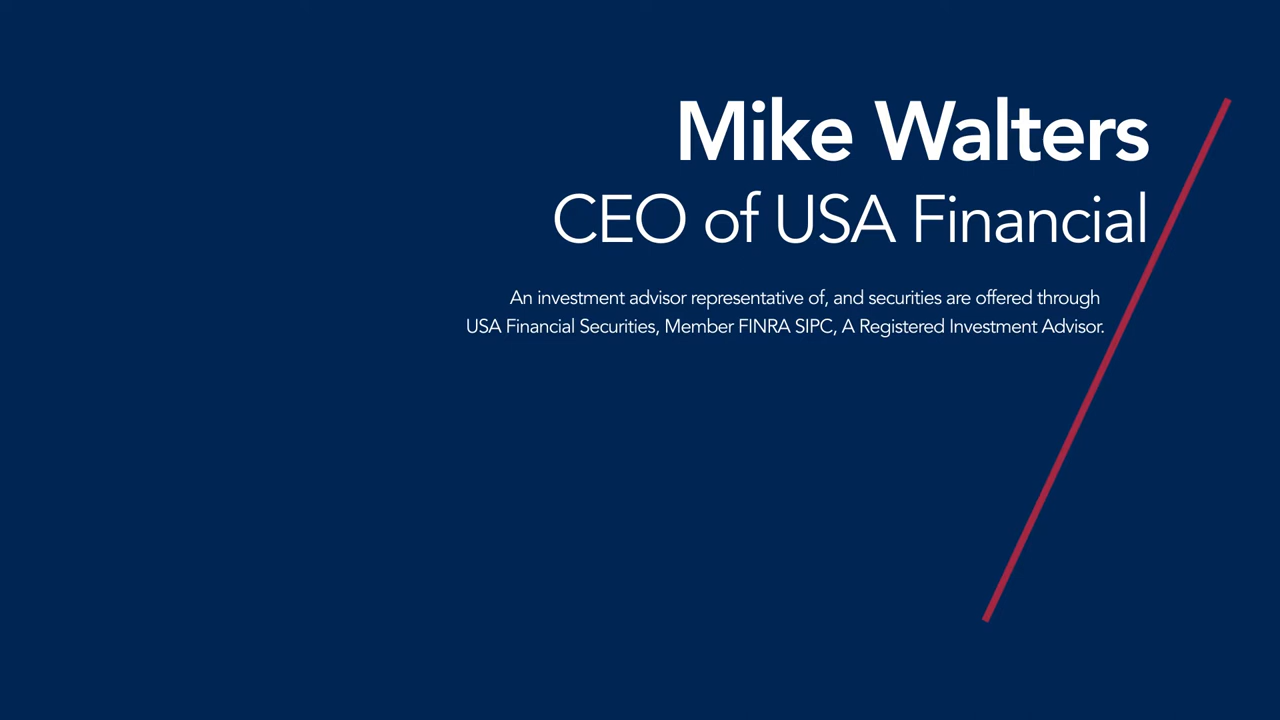 Mike Walters
CEO of USA Financial
An investment advisor representative of, and securities are offered through
USA Financial Securities, Member FINRA SIPC, A Registered Investment Advisor.